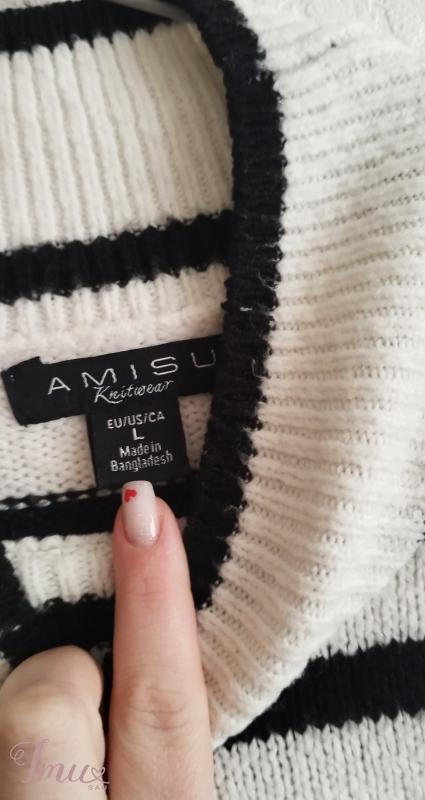 AMISU
Knitwear
EU/US/CA
L
Made in
Bangladesh